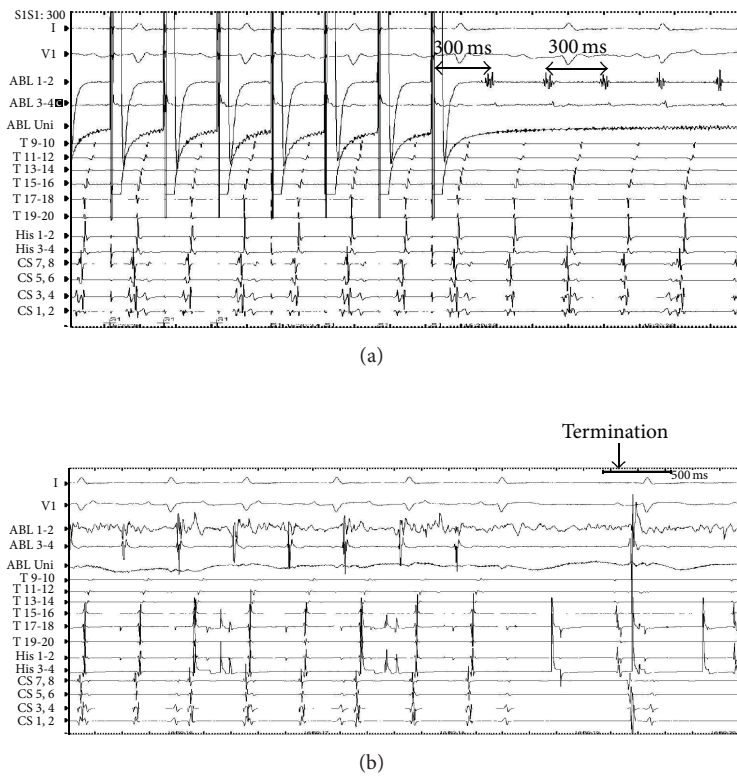 S1S1: 300
I
V1
300 ms
300 ms
ABL 1-2
ABL 3-4
ABL Uni
T 9-10
T 11-12
T 13-14
T 15-16
T 17-18
T 19-20
His 1-2
His 3-4
CS 7, 8
CS 5, 6
CS 3, 4
CS 1, 2
(a)
Termination
500 ms
I
V1
ABL 1-2
ABL 3-4
ABL Uni
T 9-10
T 11-12
T 13-14
T 15-16
T 17-18
T 19-20
His 1-2
His 3-4
CS 7, 8
CS 5, 6
CS 3, 4
CS 1, 2
(b)